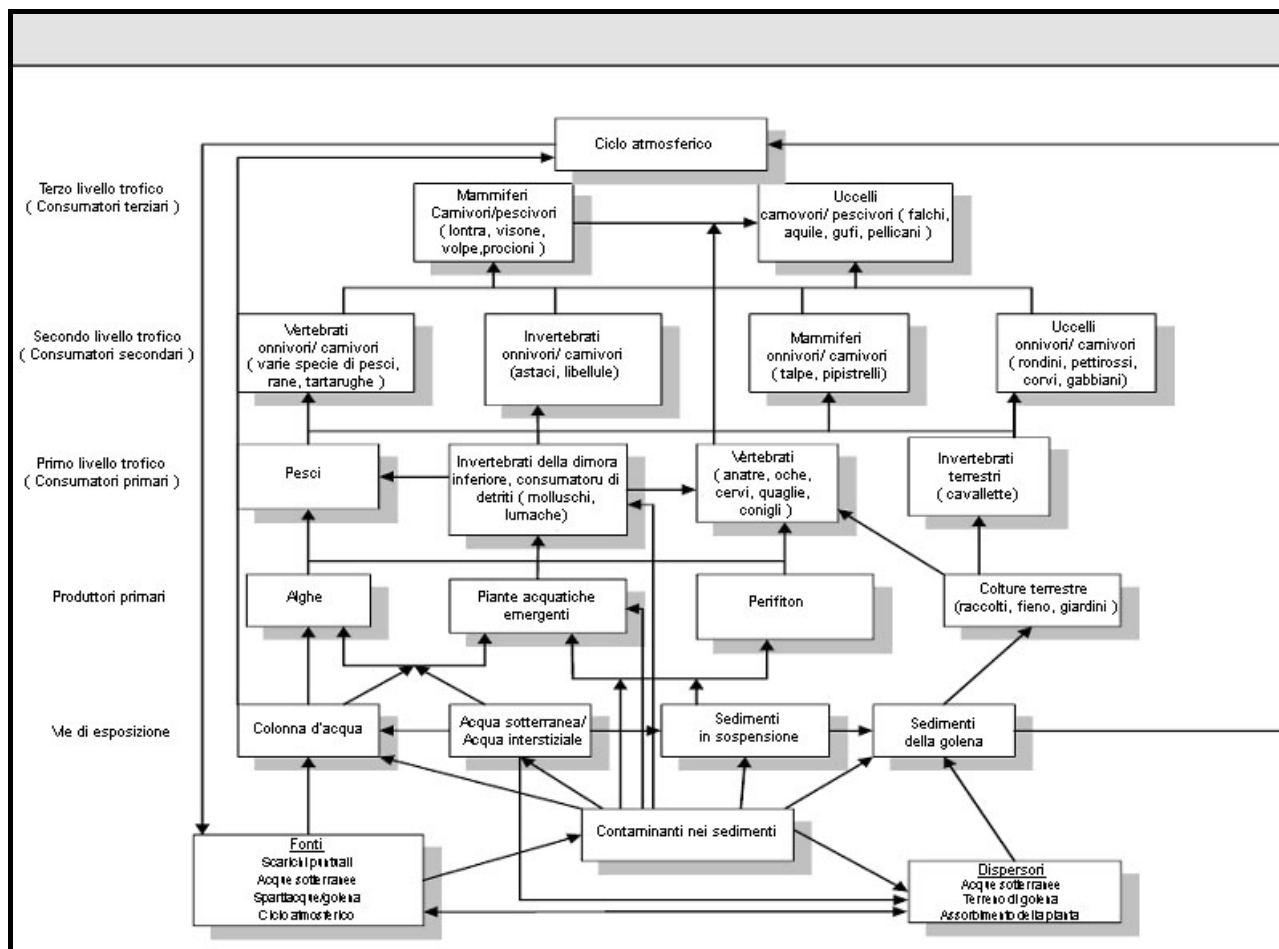 Ciclo atmosferico
Terzo livello trofico
( Consumatori terziari )
Mammiferi
Carnivori/pescivori
( lontra, visone,
volpe,procioni )
Uccelli
carnovori/ pescivori ( falchi,
aquile, gufi, pellicani )
Secondo livello trofico
( Consumatori secondari )
Vertebrati
onnivori/ carnivori
( varie specie di pesci,
rane, tartarughe )
Invertebrati
onnivori/ carnivori
(astaci, libellule)
Mammiferi
onnivori/ carnivori
( talpe, pipistrelli)
Uccelli
onnivori/ carnivori
( rondini, pettirossi,
corvi, gabbiani)
Primo livello trofico
( Consumatori primari )
Pesci
Invertebrati della dimora
inferiore, consumatoru di
detriti ( molluschi,
lumache)
Vertebrati
( anatre, oche,
cervi, quaglie,
conigli )
Invertebrati
terrestri
( cavallette)
Produttori primari
Alghe
Piante acquatiche
emergenti
Perifiton
Colture terrestre
(raccolti, fieno, giardini )
Vie di esposizione
Colonna d'acqua
Acqua sotterranea/
Acqua interstiziale
Sedimenti
in sospensione
Sedimenti
della golena
Contaminanti nei sedimenti
Fonti
Scarichi puntuali
Acque sotterranee
Spartiacque/golena
Ciclo atmosferico
Dispersori
Acque sotterranee
Terreno di golena
Assorbimento della pianta